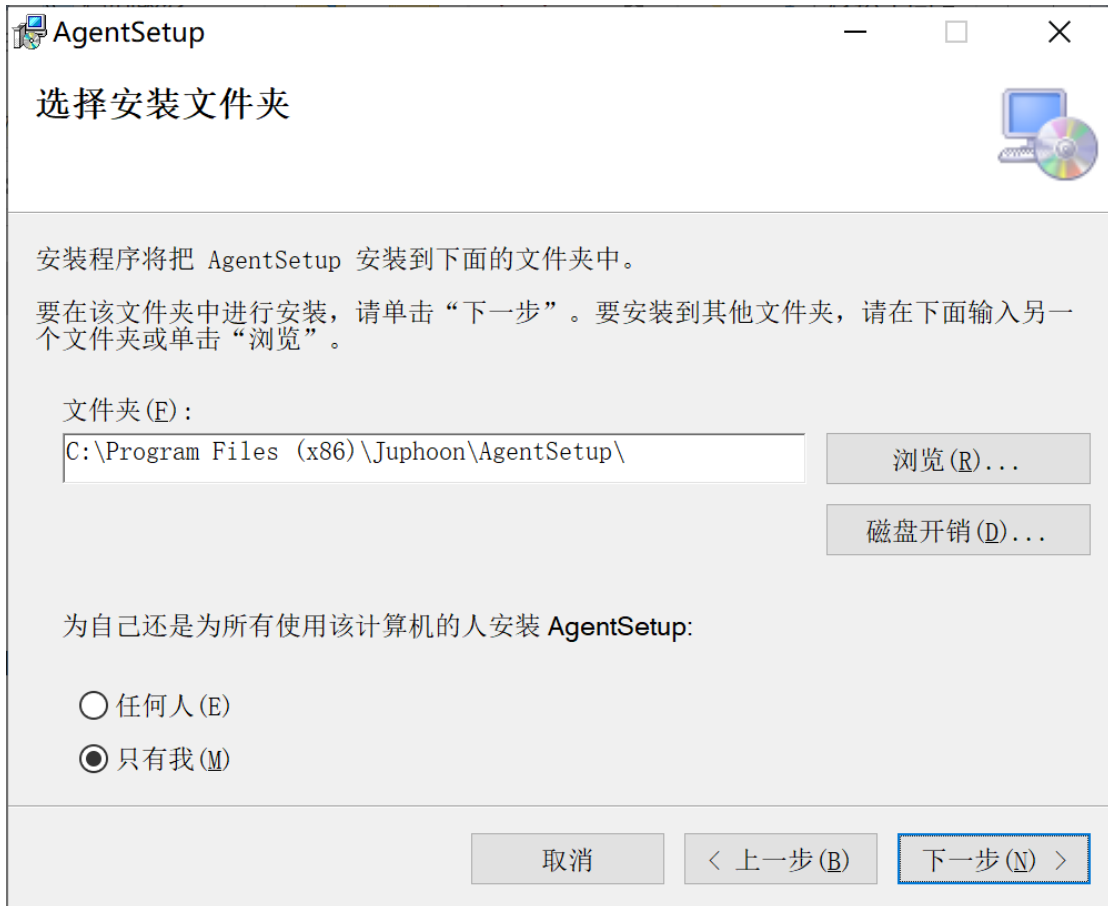 AgentSetup
选择安装文件夹
安装程序将把 AgentSetup 安装到下面的文件夹中。
要在该文件夹中进行安装，请单击“下一步”。要安装到其他文件夹，请在下面输入另一
个文件夹或单击“浏览”。
文件夹(F):
C:\Program Files (x86)\Juphoon\AgentSetup\
浏览(R)...
磁盘开销(D)...
为自己还是为所有使用该计算机的人安装 AgentSetup:
任何人(E)
只有我(M)
取消
< 上一步(B)
下一步(N) >